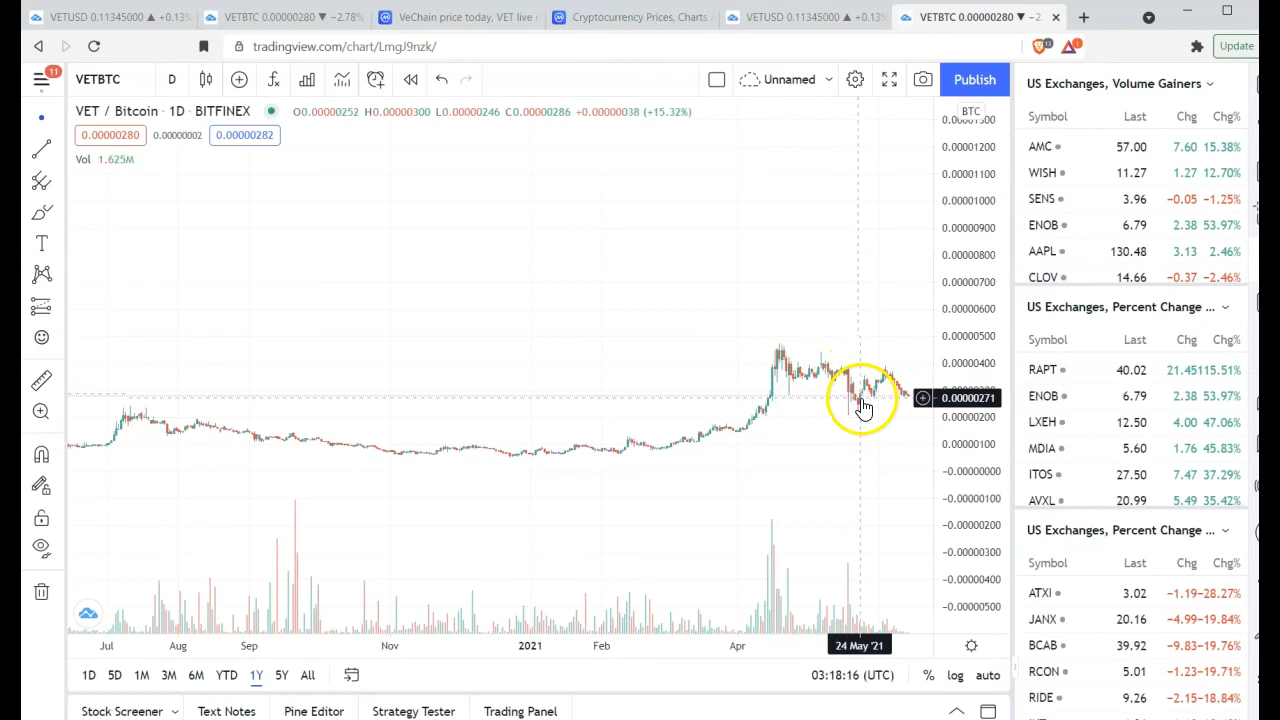 VETUSD 0.11345000 ▲ +0.13%
VETBTC 0.00000280 ▼ −2.78%
VeChain price today, VET live m
Cryptocurrency Prices, Charts A
VETUSD 0.11345000 ▲ +0.13%
VETBTC 0.00000280 ▼ −2.
tradingview.com/chart/LmgJ9nzk/
Update
11
VETBTC
D
Unnamed
Publish
VET / Bitcoin · 1D · BITFINEX
O0.00000252 H0.00000300 L0.00000246 C0.00000286 +0.00000038 (+15.32%)
0.00000280
0.00000002
0.00000282
Vol 1.625M
BTC
0.00001200
0.00001100
0.00001000
0.00000900
0.00000800
0.00000700
0.00000600
0.00000500
0.00000400
0.00000271
0.00000200
0.00000100
−0.00000000
−0.00000100
−0.00000200
−0.00000300
−0.00000400
−0.00000500
Jul
Aug
Sep
Nov
2021
Feb
Apr
24 May '21
1D 5D 1M 3M 6M YTD 1Y 5Y All
03:18:16 (UTC)
% log auto
Stock Screener
Text Notes
Pine Editor
Strategy Tester
Trading Panel
US Exchanges, Volume Gainers
Symbol Last Chg Chg%
AMC 57.00 7.60 15.38%
WISH 11.27 1.27 12.70%
SENS 3.96 −0.05 −1.25%
ENOB 6.79 2.38 53.97%
AAPL 130.48 3.13 2.46%
CLOV 14.66 −0.37 −2.46%
US Exchanges, Percent Change ...
Symbol Last Chg Chg%
RAPT 40.02 21.45 115.51%
ENOB 6.79 2.38 53.97%
LXEH 12.50 4.00 47.06%
MDIA 5.60 1.76 45.83%
ITOS 27.50 7.47 37.29%
AVXL 20.99 5.49 35.42%
US Exchanges, Percent Change ...
Symbol Last Chg Chg%
ATXI 3.02 −1.19 −28.27%
JANX 20.16 −4.99 −19.84%
BCAB 39.92 −9.83 −19.76%
RCON 5.01 −1.23 −19.71%
RIDE 9.26 −2.15 −18.84%